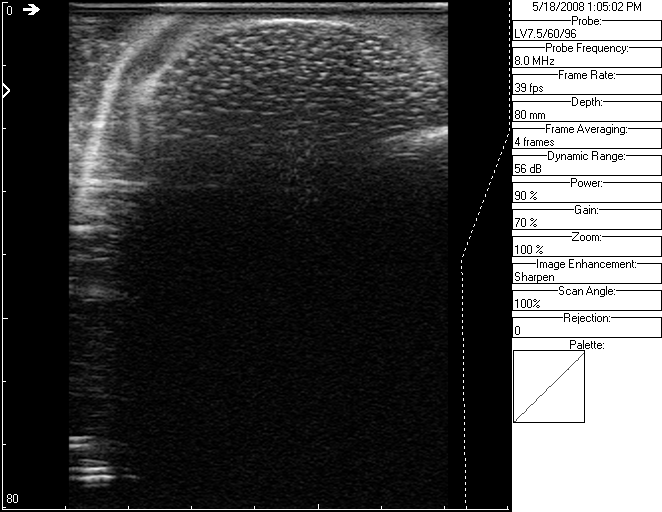 0
80
5/18/2008 1:05:02 PM
Probe:
LV7.5/60/96
Probe Frequency:
8.0 MHz
Frame Rate:
39 fps
Depth:
80 mm
Frame Averaging:
4 frames
Dynamic Range:
56 dB
Power:
90 %
Gain:
70 %
Zoom:
100 %
Image Enhancement:
Sharpen
Scan Angle:
100%
Rejection:
0
Palette: